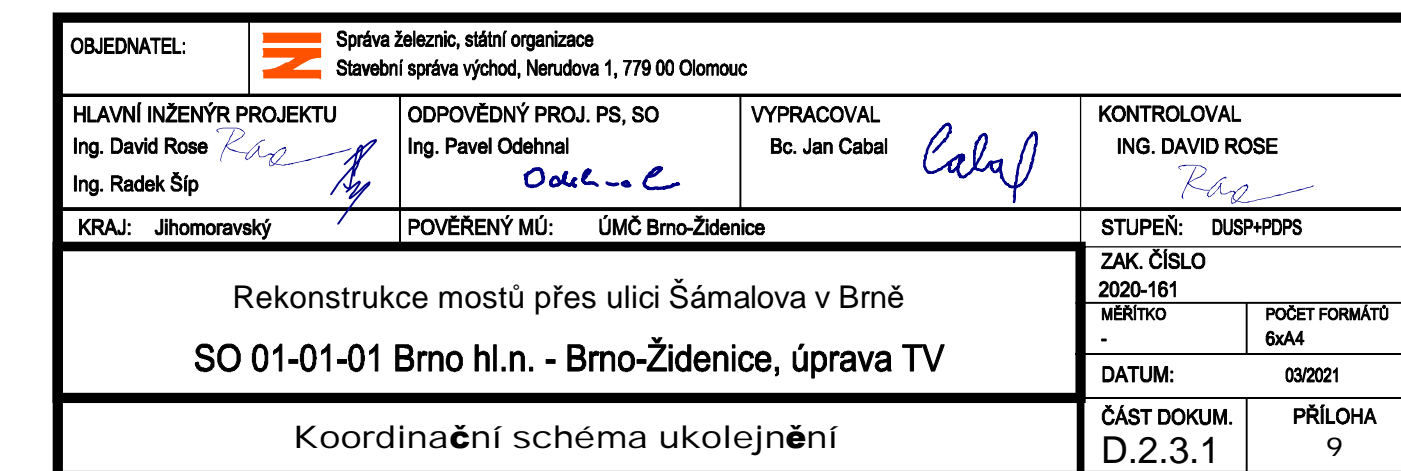 OBJEDNATEL:
Správa železnic, státní organizace
Stavební správa východ, Nerudova 1, 779 00 Olomouc
HLAVNÍ INŽENÝR PROJEKTU
Ing. David Rose
Ing. Radek Šíp
ODPOVĚDNÝ PROJ. PS, SO
Ing. Pavel Odehnal
Odehnal
VYPRACOVAL
Bc. Jan Cabal
Cabal
KONTROLOVAL
ING. DAVID ROSE
KRAJ: Jihomoravský
POVĚŘENÝ MÚ: ÚMČ Brno-Židenice
STUPEŇ: DUSP+PDPS
Rekonstrukce mostů přes ulici Šámalova v Brně
SO 01-01-01 Brno hl.n. - Brno-Židenice, úprava TV
ZAK. ČÍSLO
2020-161
MĚŘÍTKO
-
POČET FORMÁTŮ
6xA4
DATUM: 03/2021
Koordinační schéma ukolejnění
ČÁST DOKUM.
D.2.3.1
PŘÍLOHA
9